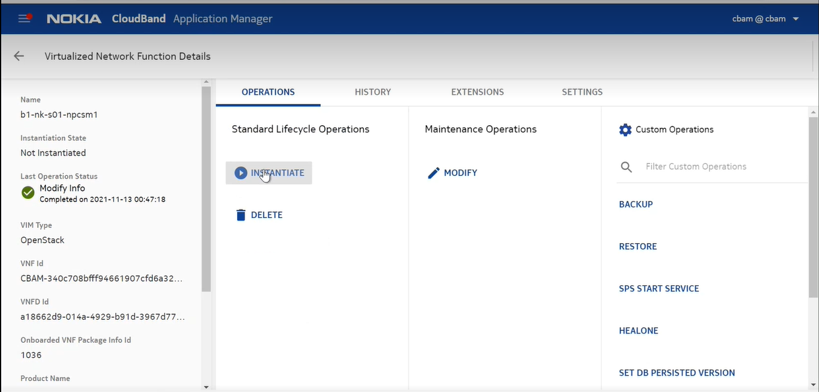 NOKIA CloudBand Application Manager
cbam @ cbam
Virtualized Network Function Details
Name
b1-nk-s01-npcsm1
Instantiation State
Not Instantiated
Last Operation Status
Modify Info
Completed on 2021-11-13 00:47:18
VIM Type
OpenStack
VNF Id
CBAM-340c708bfff94661907cfd6a32...
VNFD Id
a18662d9-014a-4929-b91d-3967d77...
Onboarded VNF Package Info Id
1036
Product Name
OPERATIONS
HISTORY
EXTENSIONS
SETTINGS
Standard Lifecycle Operations
INSTANTIATE
DELETE
Maintenance Operations
MODIFY
Custom Operations
Filter Custom Operations
BACKUP
RESTORE
SPS START SERVICE
HEALONE
SET DB PERSISTED VERSION